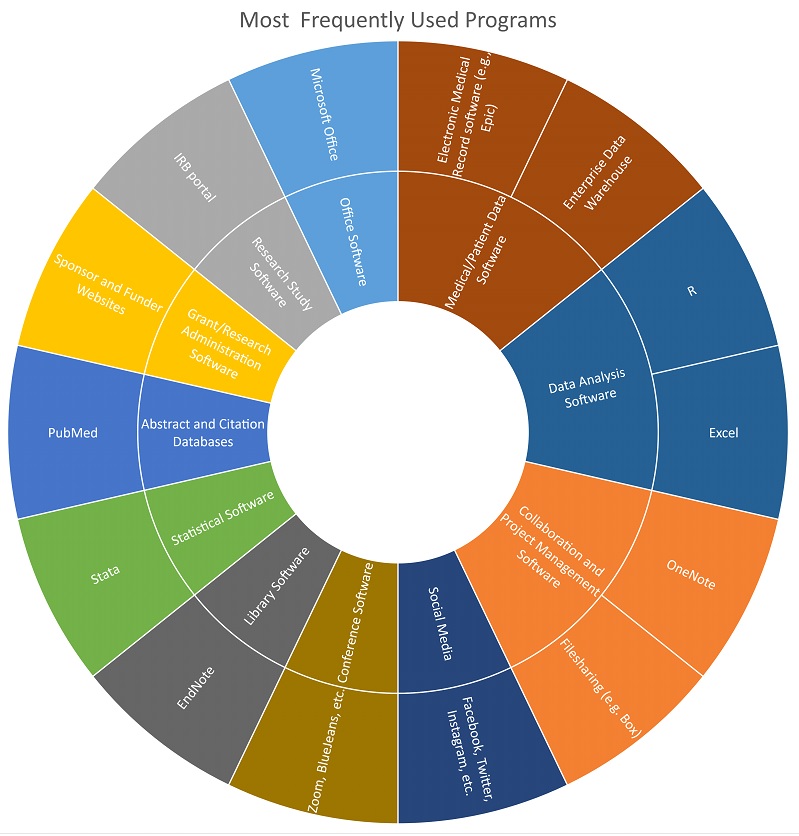 Most Frequently Used Programs
Electronic Medical
Record software (e.g.,
Epic)
Enterprise Data
Warehouse
Medical/Patient Data
Software
R
Excel
Data Analysis
Software
OneNote
Filesharing (e.g. Box)
Collaboration and
Project Management
Software
Facebook, Twitter,
Instagram, etc.
Social Media
Zoom, BlueJeans, etc.
Conference Software
EndNote
Library Software
Stata
Statistical Software
PubMed
Abstract and Citation
Databases
Sponsor and Funder
Websites
Grant/Research
Administration
Software
IRB portal
Research Study
Software
Microsoft Office
Office Software